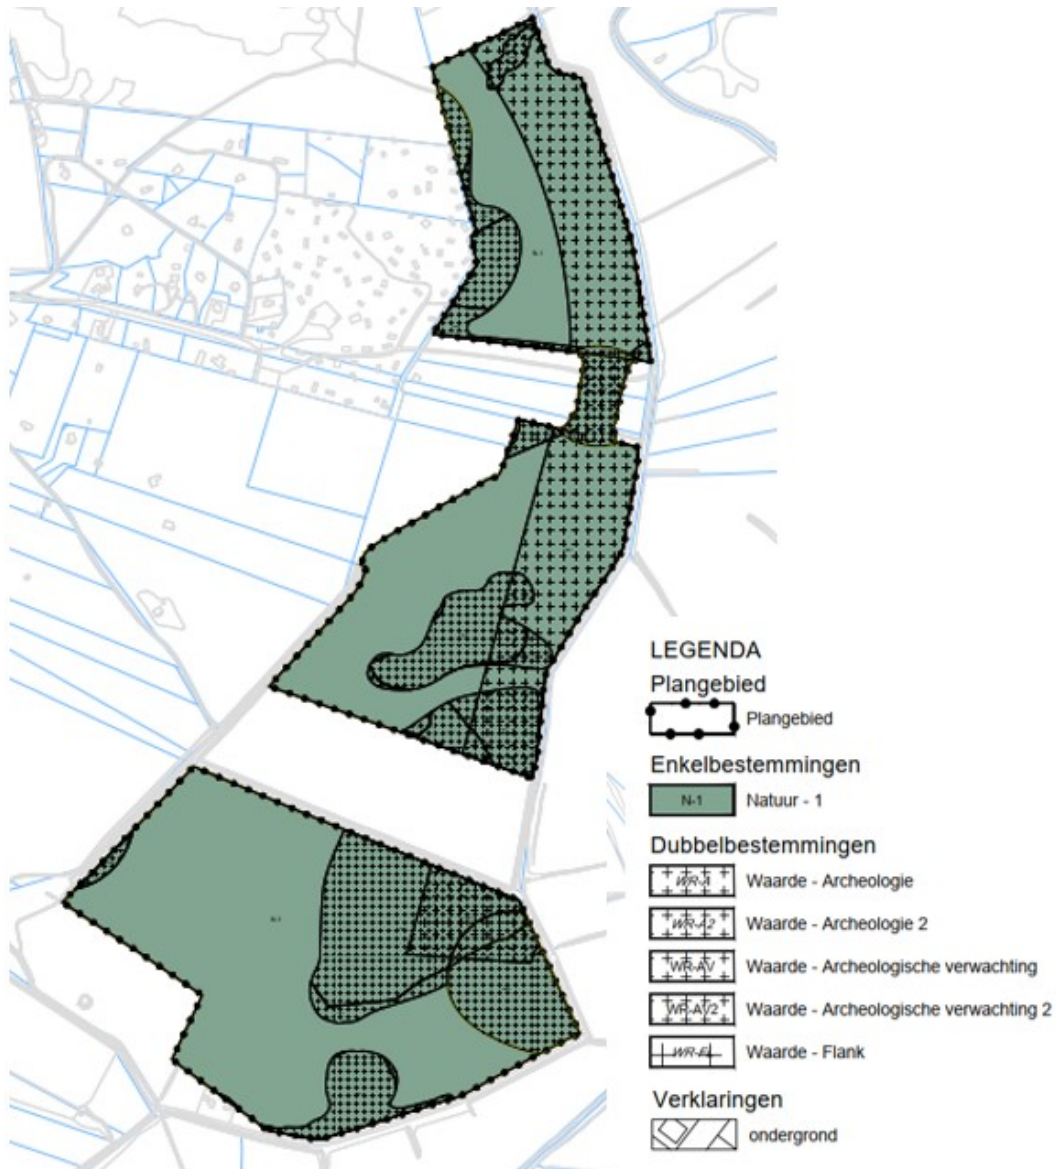 LEGENDA
Plangebied
Plangebied
Enkelbestemmingen
N-1 Natuur - 1
Dubbelbestemmingen
WR-A Waarde - Archeologie
WR-A2 Waarde - Archeologie 2
WR-AV Waarde - Archeologische verwachting
WR-AV2 Waarde - Archeologische verwachting 2
Waarde - Flank
Verklaringen
ondergrond